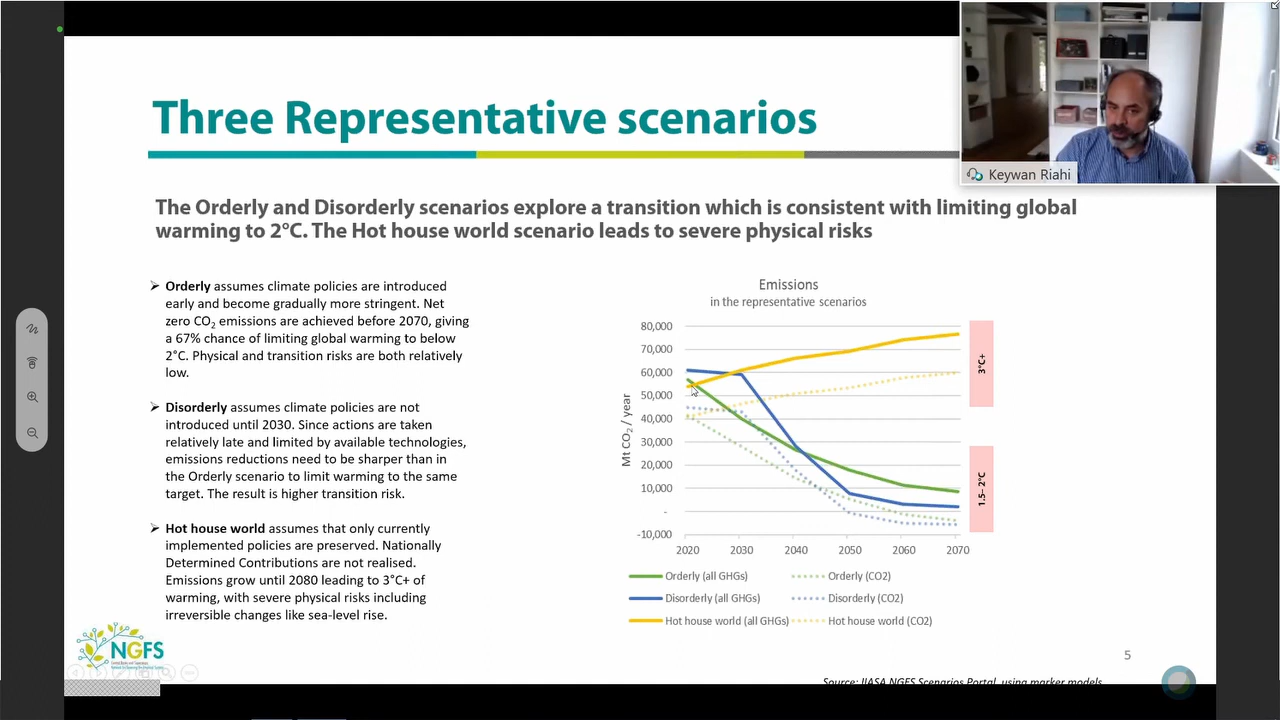 Three Representative scenarios
Keywan Riahi
The Orderly and Disorderly scenarios explore a transition which is consistent with limiting global
warming to 2°C. The Hot house world scenario leads to severe physical risks
➢ Orderly assumes climate policies are introduced
early and become gradually more stringent. Net
zero CO₂ emissions are achieved before 2070, giving
a 67% chance of limiting global warming to below
2°C. Physical and transition risks are both relatively
low.
➢ Disorderly assumes climate policies are not
introduced until 2030. Since actions are taken
relatively late and limited by available technologies,
emissions reductions need to be sharper than in
the Orderly scenario to limit warming to the same
target. The result is higher transition risk.
➢ Hot house world assumes that only currently
implemented policies are preserved. Nationally
Determined Contributions are not realised.
Emissions grow until 2080 leading to 3°C+ of
warming, with severe physical risks including
irreversible changes like sea-level rise.
Emissions
in the representative scenarios
Mt CO₂ / year
80,000
70,000
60,000
50,000
40,000
30,000
20,000
10,000
-
-10,000
2020 2030 2040 2050 2060 2070
3°C+
1.5- 2°C
Orderly (all GHGs) Orderly (CO2)
Disorderly (all GHGs) Disorderly (CO2)
Hot house world (all GHGs) Hot house world (CO2)
NGFS
5
Source: IIASA NGFS Scenarios Portal, using marker models